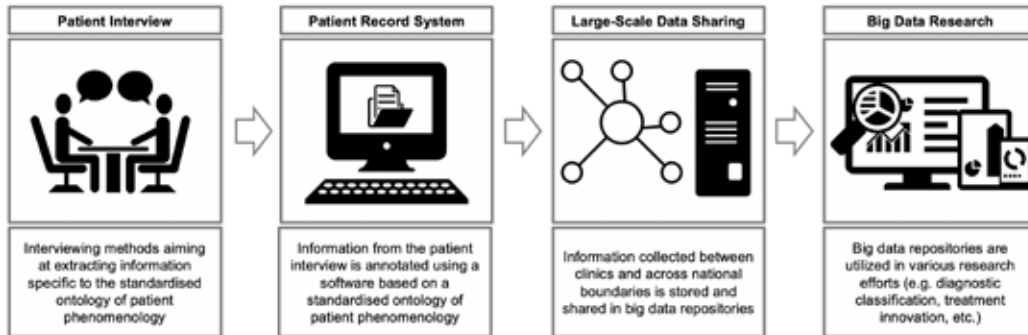 Patient Interview
Patient Record System
Large-Scale Data Sharing
Big Data Research
Interviewing methods aiming
at extracting information
specific to the standardised
ontology of patient
phenomenology
Information from the patient
interview is annotated using a
software based on a
standardised ontology of
patient phenomenology
Information collected between
clinics and across national
boundaries is stored and
shared in big data repositories
Big data repositories are
utilized in various research
efforts (e.g. diagnostic
classification, treatment
innovation, etc.)